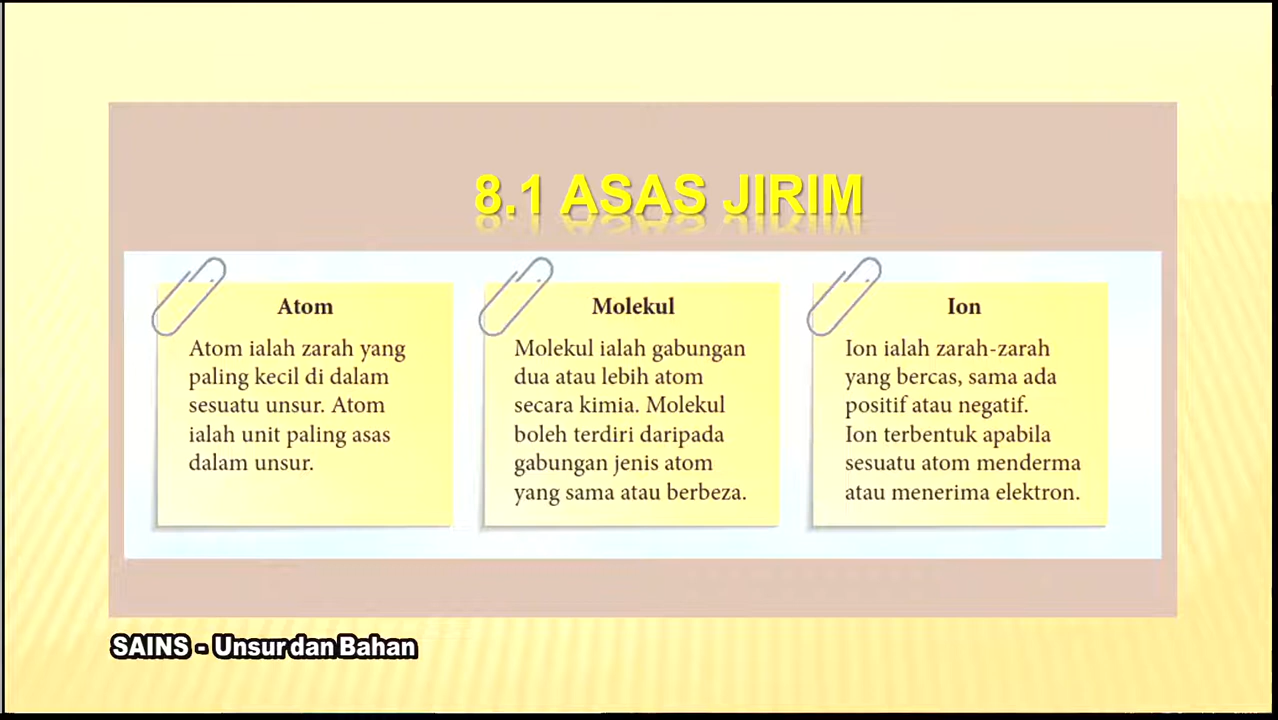 8.1 ASAS JIRIM
Atom
Atom ialah zarah yang
paling kecil di dalam
sesuatu unsur. Atom
ialah unit paling asas
dalam unsur.
Molekul
Molekul ialah gabungan
dua atau lebih atom
secara kimia. Molekul
boleh terdiri daripada
gabungan jenis atom
yang sama atau berbeza.
Ion
Ion ialah zarah-zarah
yang bercas, sama ada
positif atau negatif.
Ion terbentuk apabila
sesuatu atom menderma
atau menerima elektron.
SAINS - Unsur dan Bahan